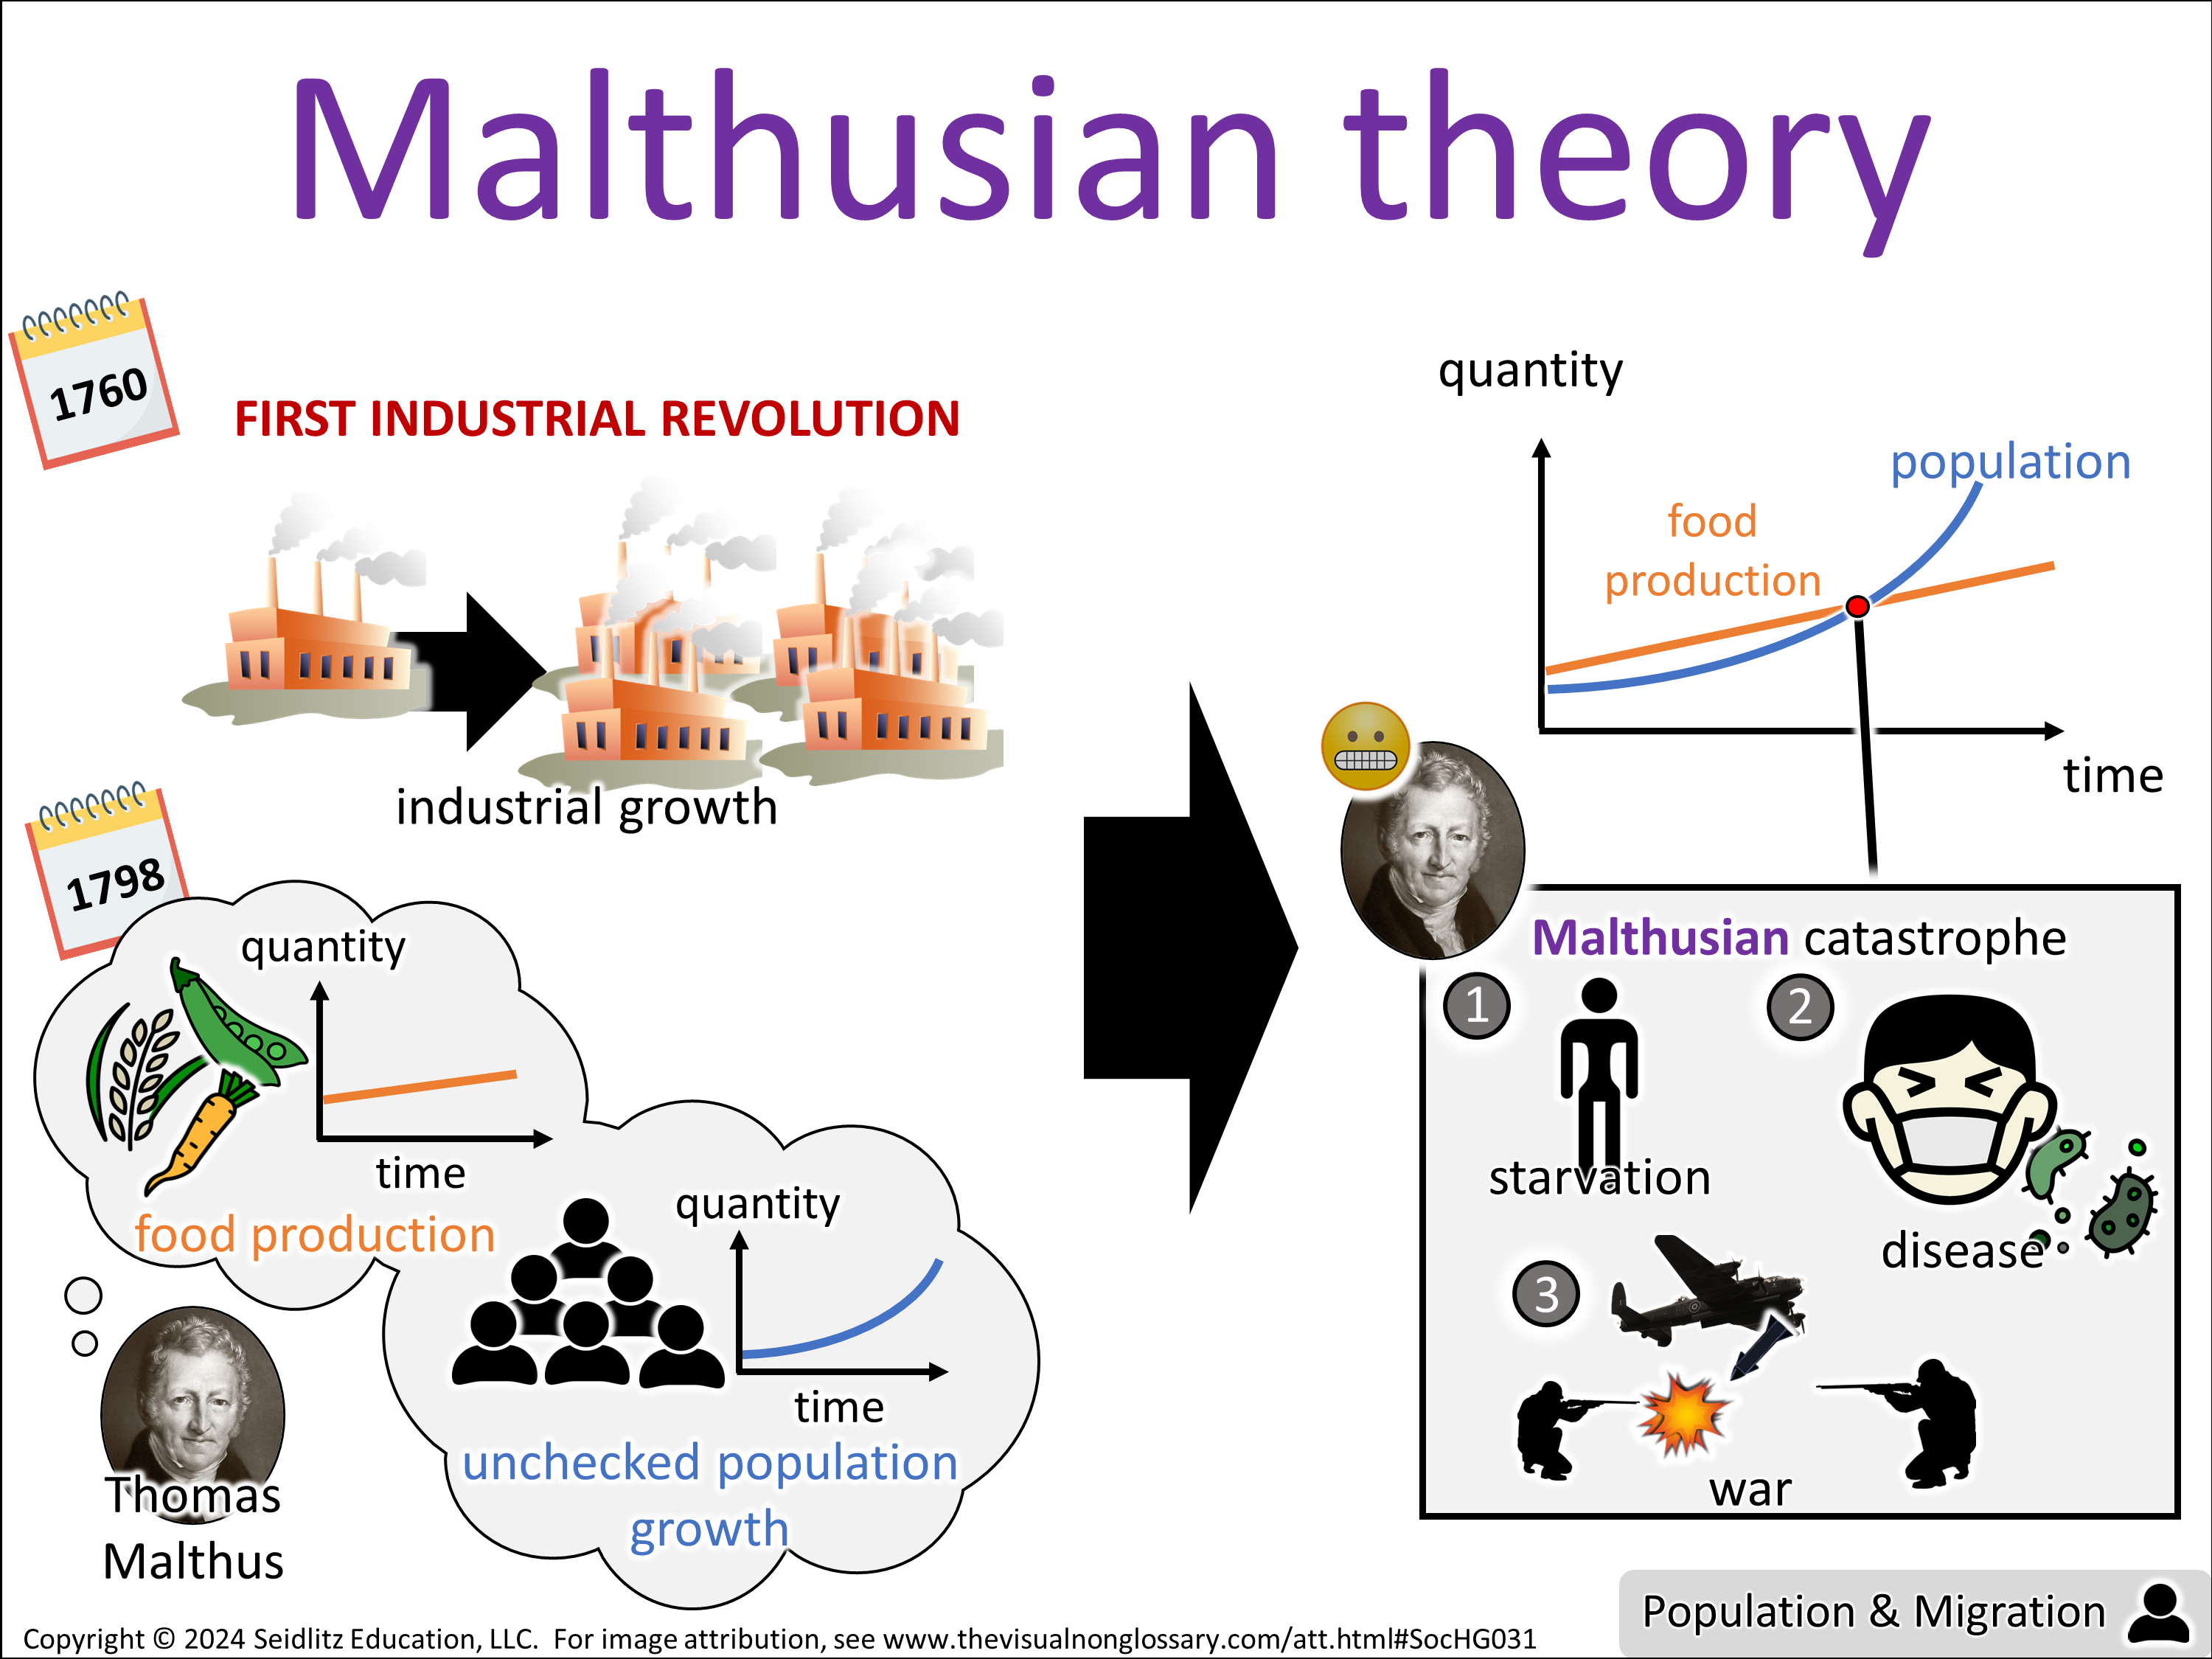 Malthusian theory
1760
FIRST INDUSTRIAL REVOLUTION
industrial growth
1798
quantity
time
food production
quantity
time
unchecked population
growth
Thomas
Malthus
quantity
population
food
production
time
Malthusian catastrophe
1
starvation
2
disease
3
war
Population & Migration
Copyright © 2024 Seidlitz Education, LLC.  For image attribution, see www.thevisualnonglossary.com/att.html#SocHG031